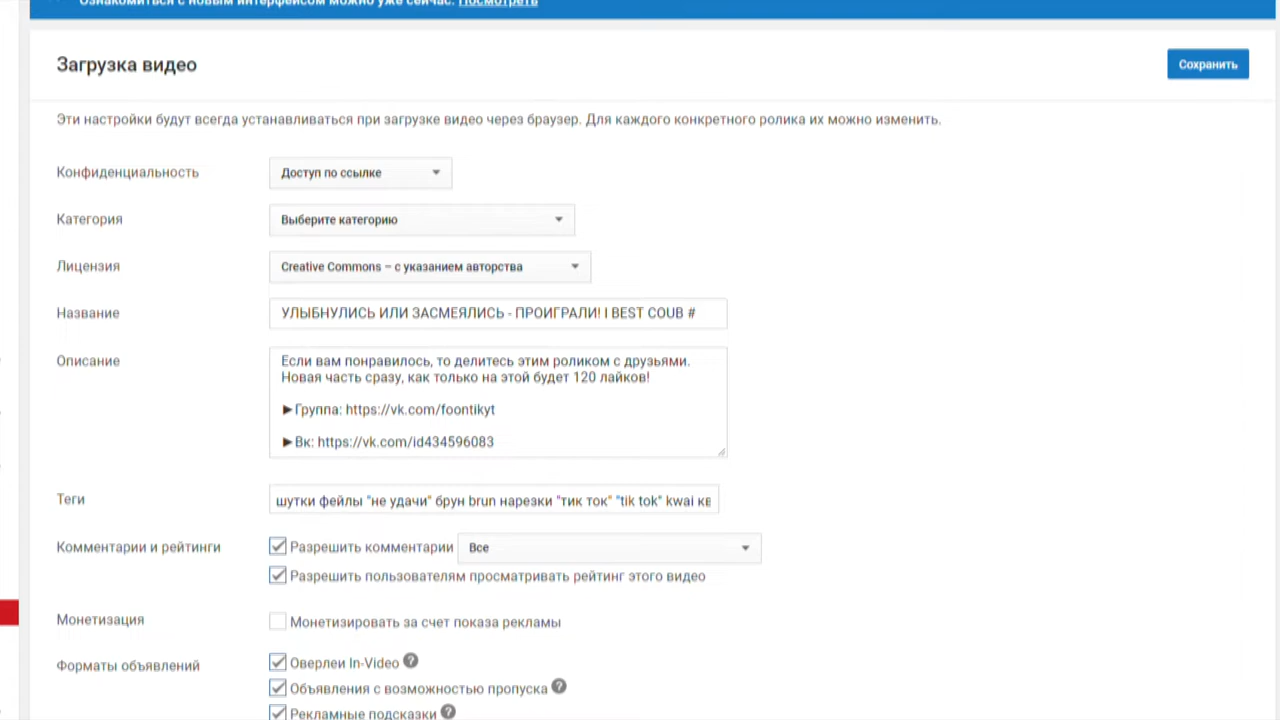 Ознакомиться с новым интерфейсом можно уже сейчас. Посмотреть
Загрузка видео
Сохранить
Эти настройки будут всегда устанавливаться при загрузке видео через браузер. Для каждого конкретного ролика их можно изменить.
Конфиденциальность
Доступ по ссылке
Категория
Выберите категорию
Лицензия
Creative Commons – с указанием авторства
Название
УЛЫБНУЛИСЬ ИЛИ ЗАСМЕЯЛИСЬ - ПРОИГРАЛИ! I BEST COUB #
Описание
Если вам понравилось, то делитесь этим роликом с друзьями.
Новая часть сразу, как только на этой будет 120 лайков!
►Группа: https://vk.com/foontikyt
►Вк: https://vk.com/id434596083
Теги
шутки фейлы "не удачи" брун brun нарезки "тик ток" "tik tok" kwai кв
Комментарии и рейтинги
Разрешить комментарии
Все
Разрешить пользователям просматривать рейтинг этого видео
Монетизация
Монетизировать за счет показа рекламы
Форматы объявлений
Оверлеи In-Video ?
Объявления с возможностью пропуска ?
Рекламные подсказки ?